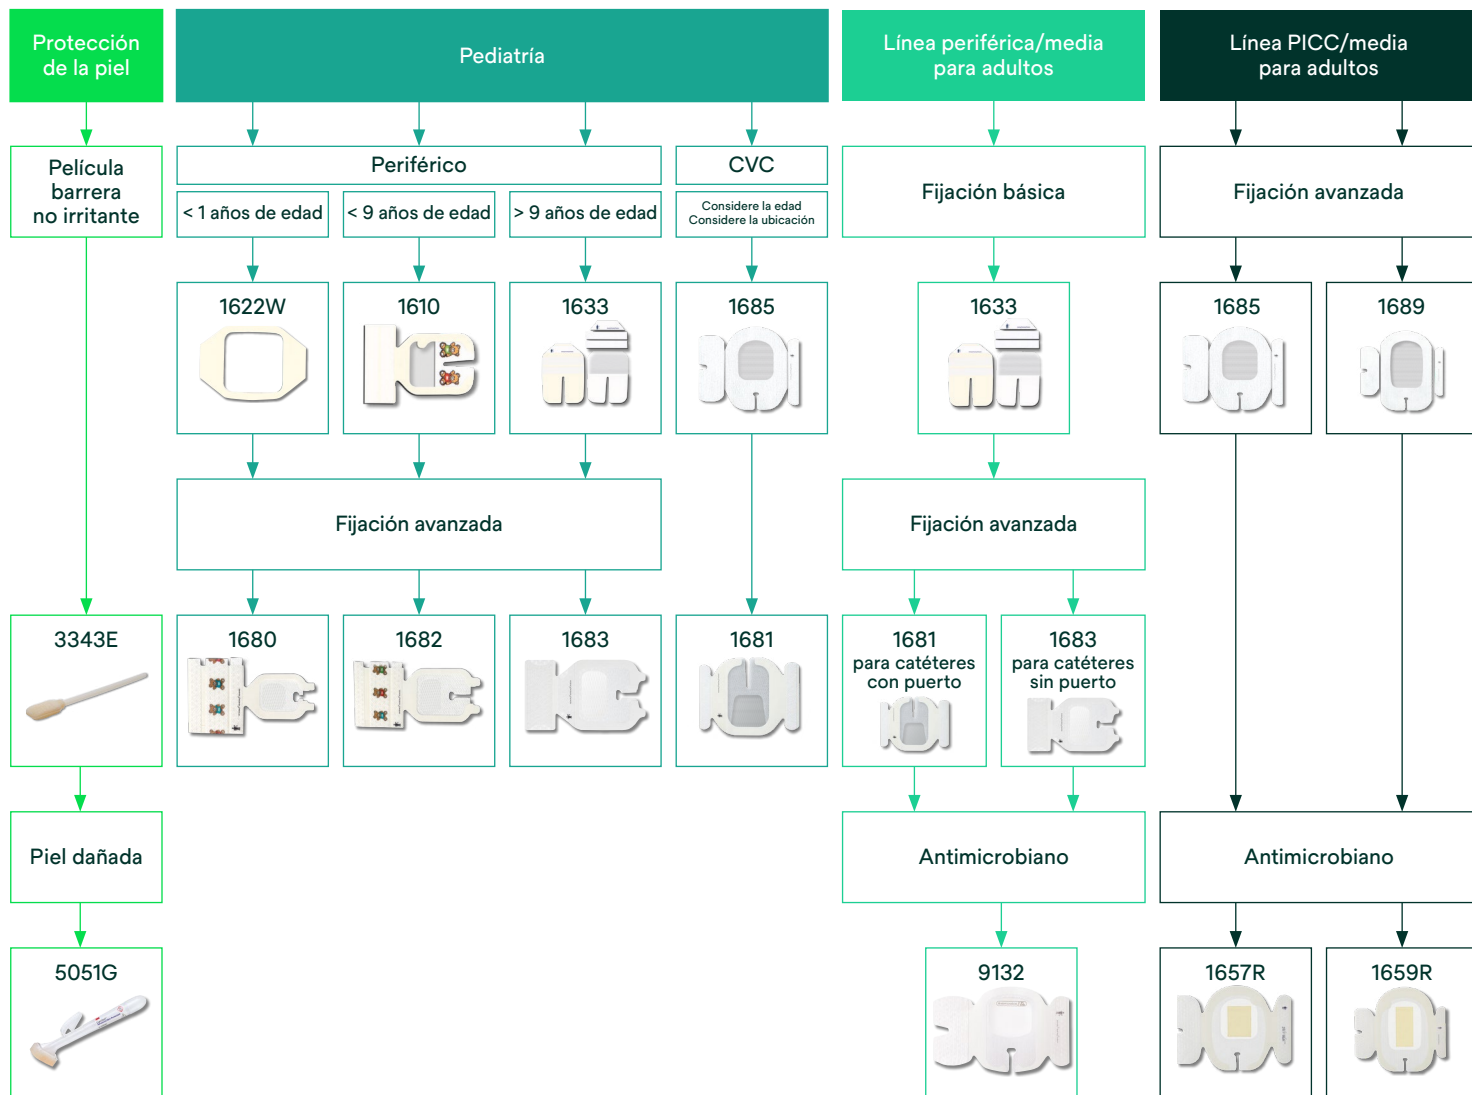 Protección
de la piel
Pediatría
Línea periférica/media
para adultos
Línea PICC/media
para adultos
Película
barrera
no irritante
Periférico
CVC
Fijación básica
Fijación avanzada
< 1 años de edad
< 9 años de edad
> 9 años de edad
Considere la edad
Considere la ubicación
1622W
1610
1633
1685
1633
1685
1689
Fijación avanzada
Fijación avanzada
3343E
1680
1682
1683
1681
1681
para catéteres
con puerto
1683
para catéteres
sin puerto
Piel dañada
Antimicrobiano
Antimicrobiano
5051G
9132
1657R
1659R